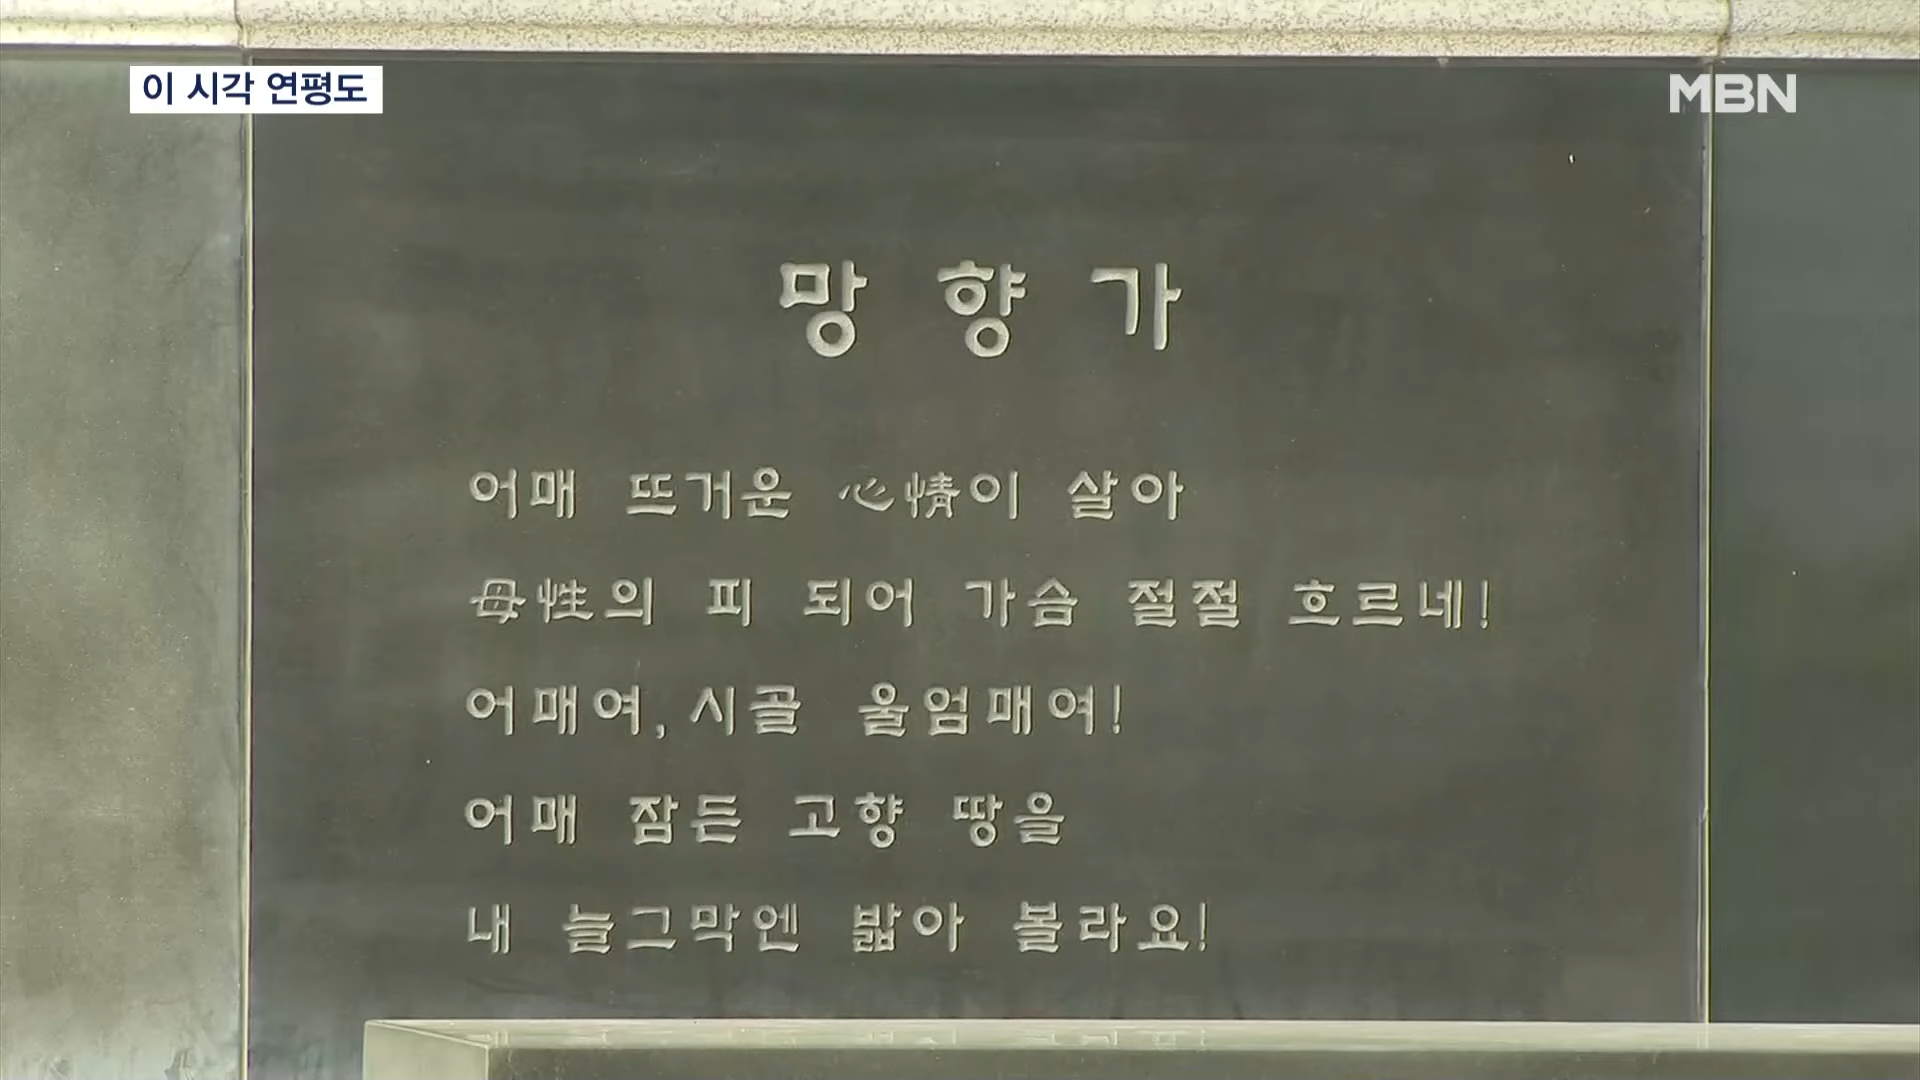 이 시각 연평도
MBN
망향가
어매 뜨거운 心情이 살아
母性의 피 되어 가슴 절절 흐르네!
어매여, 시골 울엄매여!
어매 잠든 고향 땅을
내 늘그막엔 밟아 볼라요!